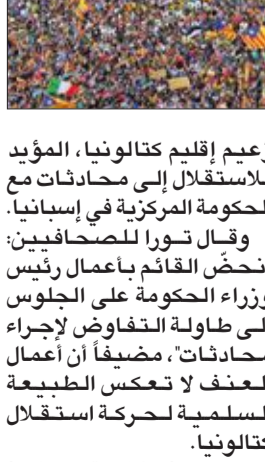 زعيم إقليم كتالونيا، المؤيد
للاستقلال إلى محادثات مع
الحكومة المركزية في إسبانيا.
وقال تورا للصحافيين:
"نحضّ القائم بأعمال رئيس
وزراء الحكومة على الجلوس
إلى طاولة التفاوض لإجراء
محادثات"، مضيفاً أن أعمال
العنف لا تعكس الطبيعة
السلمية لحركة استقلال
كتالونيا.